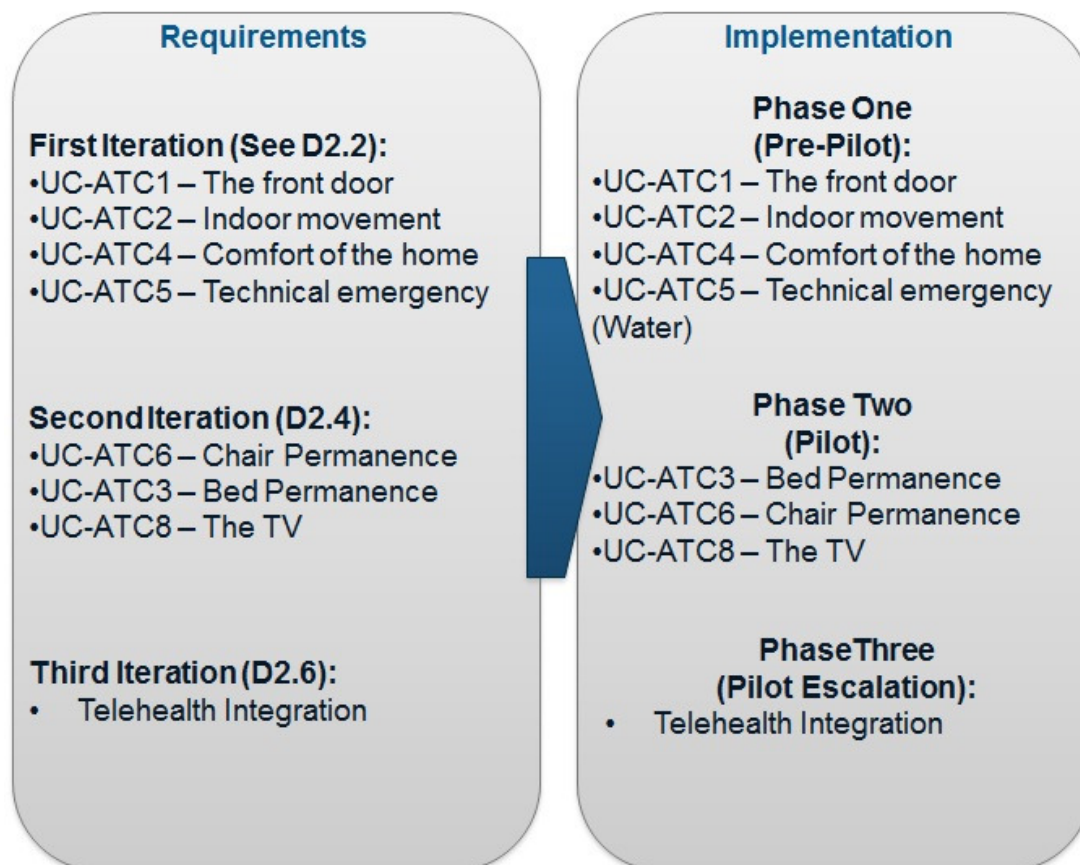 Requirements
First Iteration (See D2.2):
•UC-ATC1 – The front door
•UC-ATC2 – Indoor movement
•UC-ATC4 – Comfort of the home
•UC-ATC5 – Technical emergency
Second Iteration (D2.4):
•UC-ATC6 – Chair Permanence
•UC-ATC3 – Bed Permanence
•UC-ATC8 – The TV
Third Iteration (D2.6):
• Telehealth Integration
Implementation
Phase One
(Pre-Pilot):
•UC-ATC1 – The front door
•UC-ATC2 – Indoor movement
•UC-ATC4 – Comfort of the home
•UC-ATC5 – Technical emergency
(Water)
Phase Two
(Pilot):
•UC-ATC3 – Bed Permanence
•UC-ATC6 – Chair Permanence
•UC-ATC8 – The TV
Phase Three
(Pilot Escalation):
• Telehealth Integration